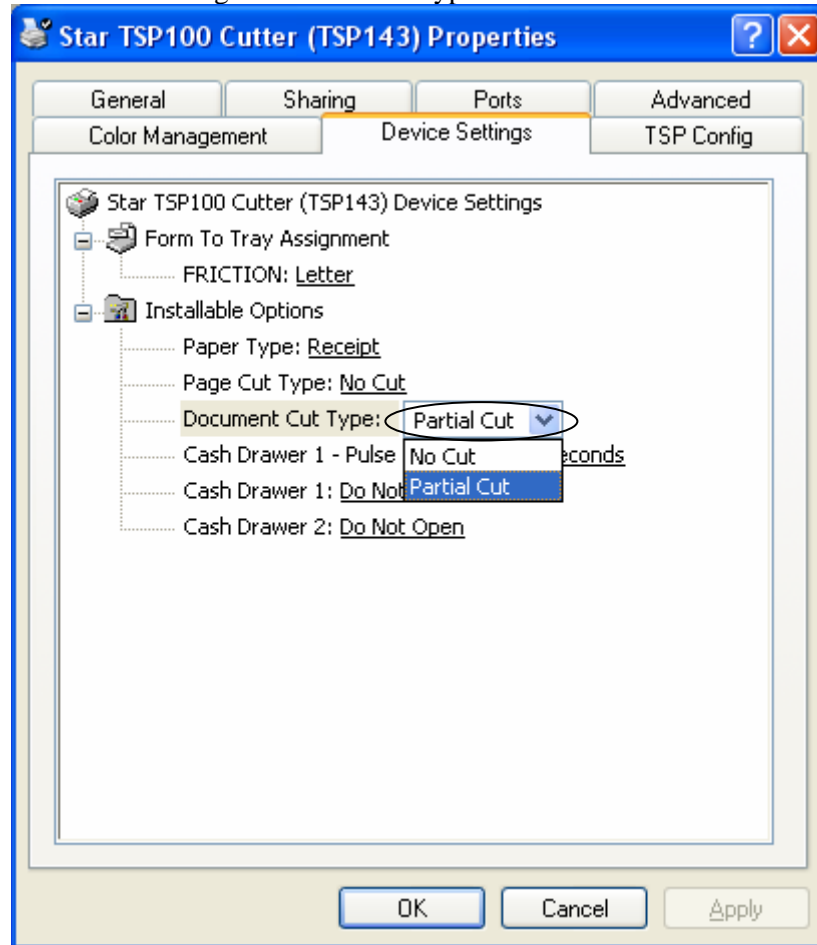 Star TSP100 Cutter (TSP143) Properties
General Sharing Ports Advanced
Color Management Device Settings TSP Config
Star TSP100 Cutter (TSP143) Device Settings
Form To Tray Assignment
FRICTION: Letter
Installable Options
Paper Type: Receipt
Page Cut Type: No Cut
Document Cut Type: Partial Cut
Cash Drawer 1 - Pulse No Cut
Cash Drawer 1: Do Not Partial Cut
Cash Drawer 2: Do Not Open
OK Cancel Apply